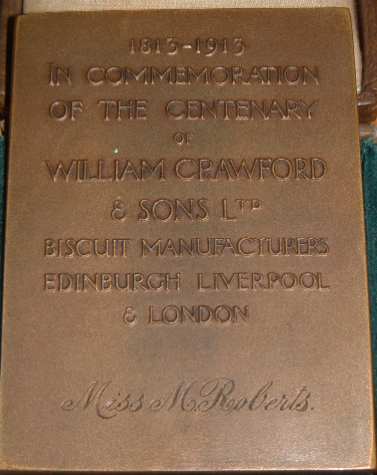 1813-1913
IN COMMEMORATION
OF THE CENTENARY
OF
WILLIAM CRAWFORD
& SONS LTD
BISCUIT MANUFACTURERS
EDINBURGH LIVERPOOL
& LONDON
Miss M Roberts.